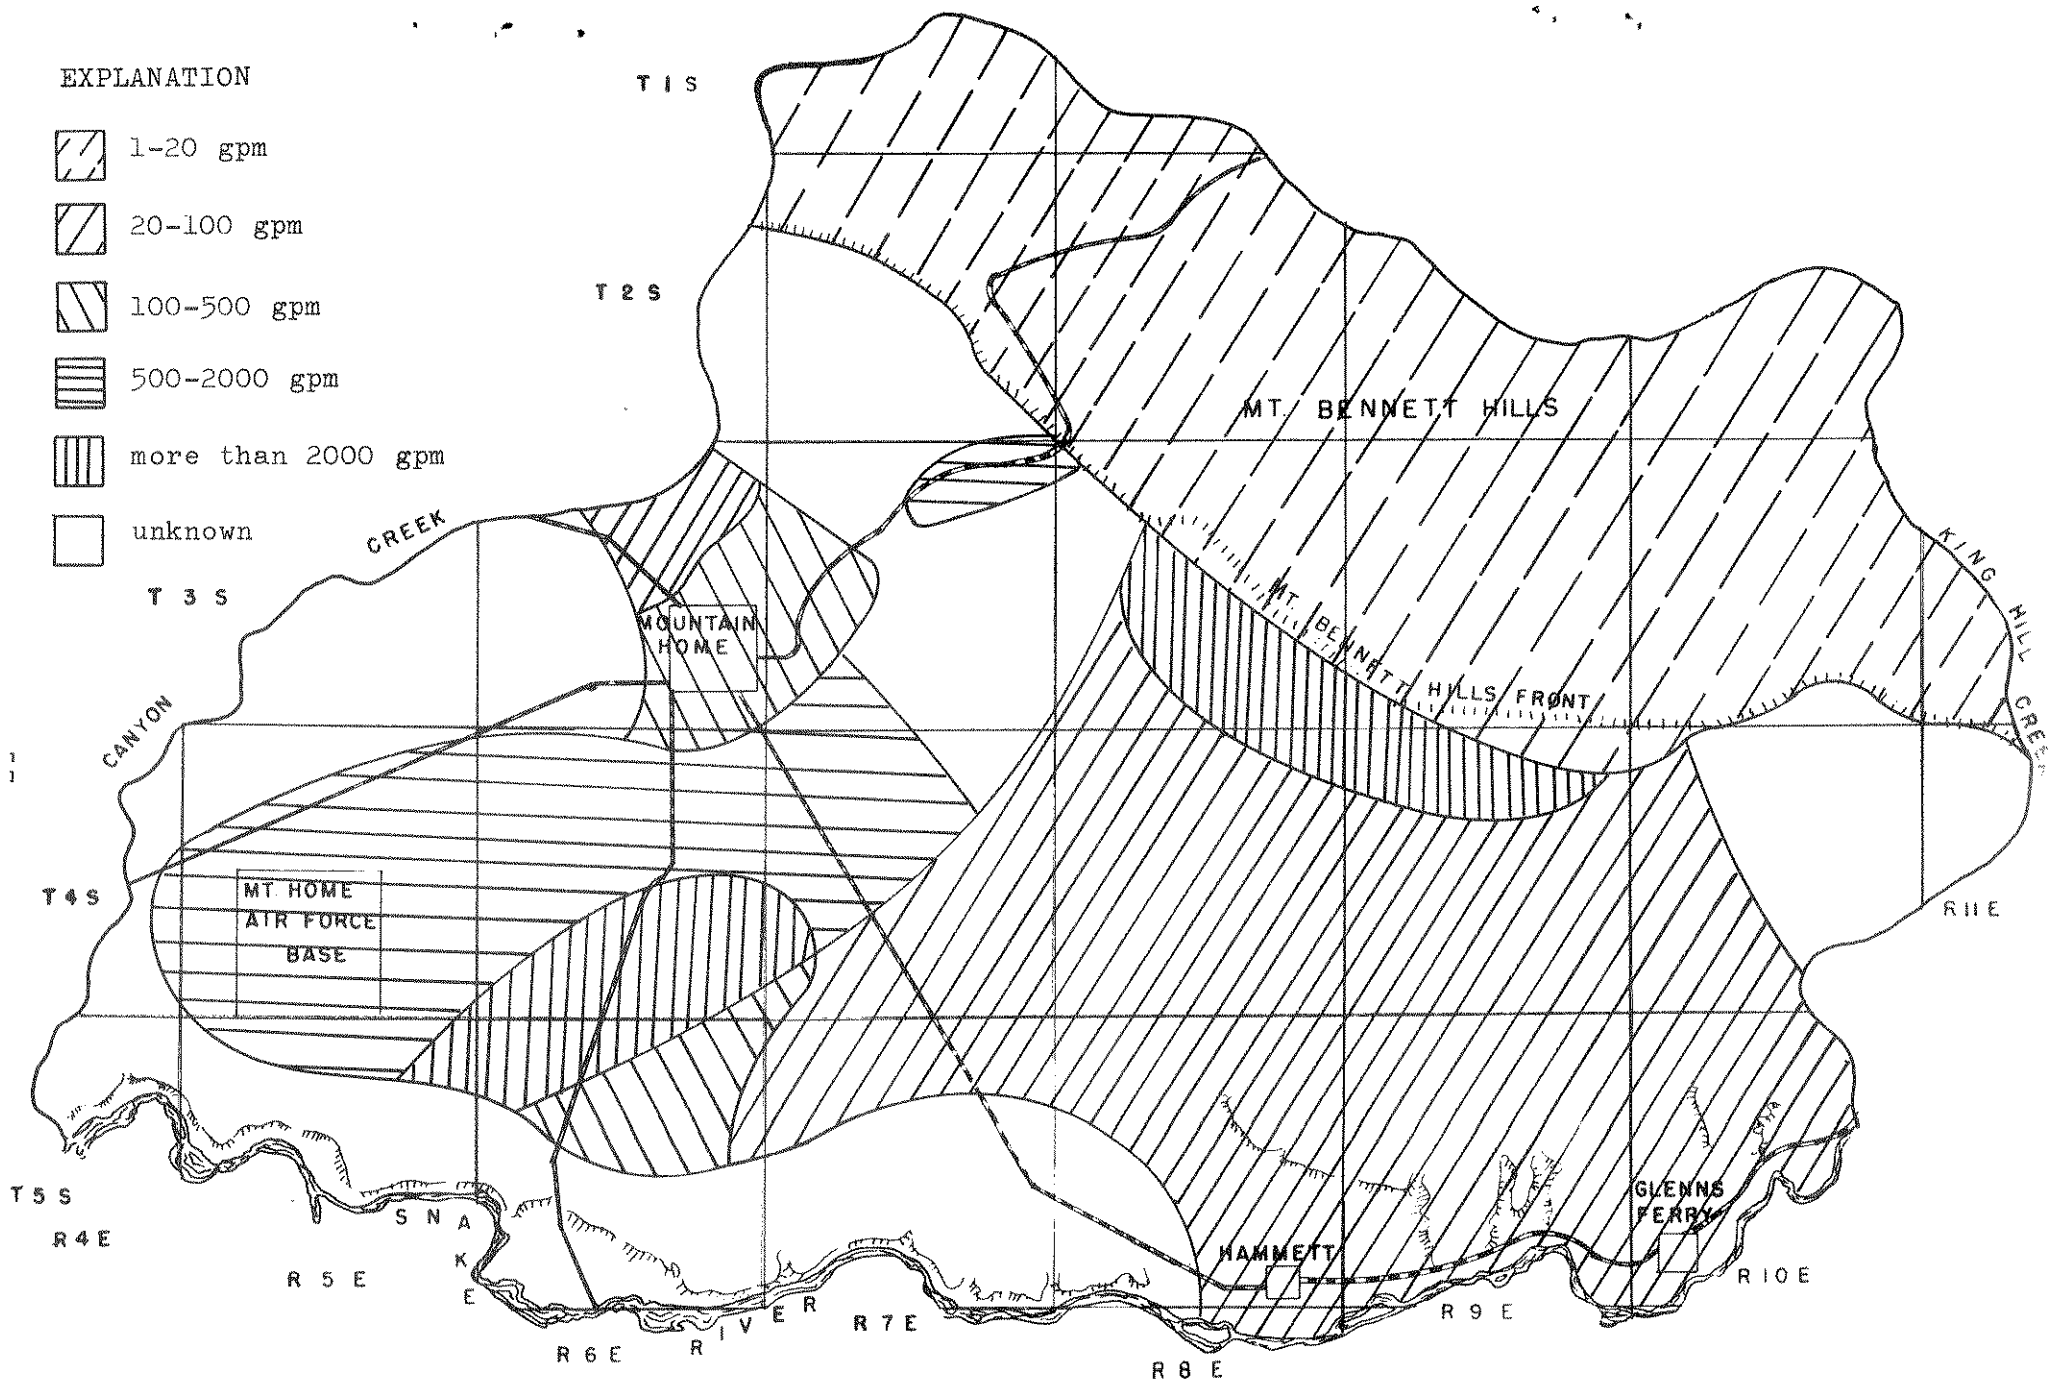 EXPLANATION
1-20 gpm
20-100 gpm
100-500 gpm
500-2000 gpm
more than 2000 gpm
unknown
T 1 S
T 2 S
T 3 S
T 4 S
T 5 S
R 4 E
R 5 E
R 6 E
R 7 E
R 8 E
R 9 E
R 10 E
R 11 E
CANYON CREEK
MT. BENNETT HILLS
MT. BENNETT HILLS FRONT
KING HILL CREEK
MOUNTAIN
HOME
MT. HOME
AIR FORCE
BASE
SNAKE RIVER
HAMMETT
GLENNS
FERRY